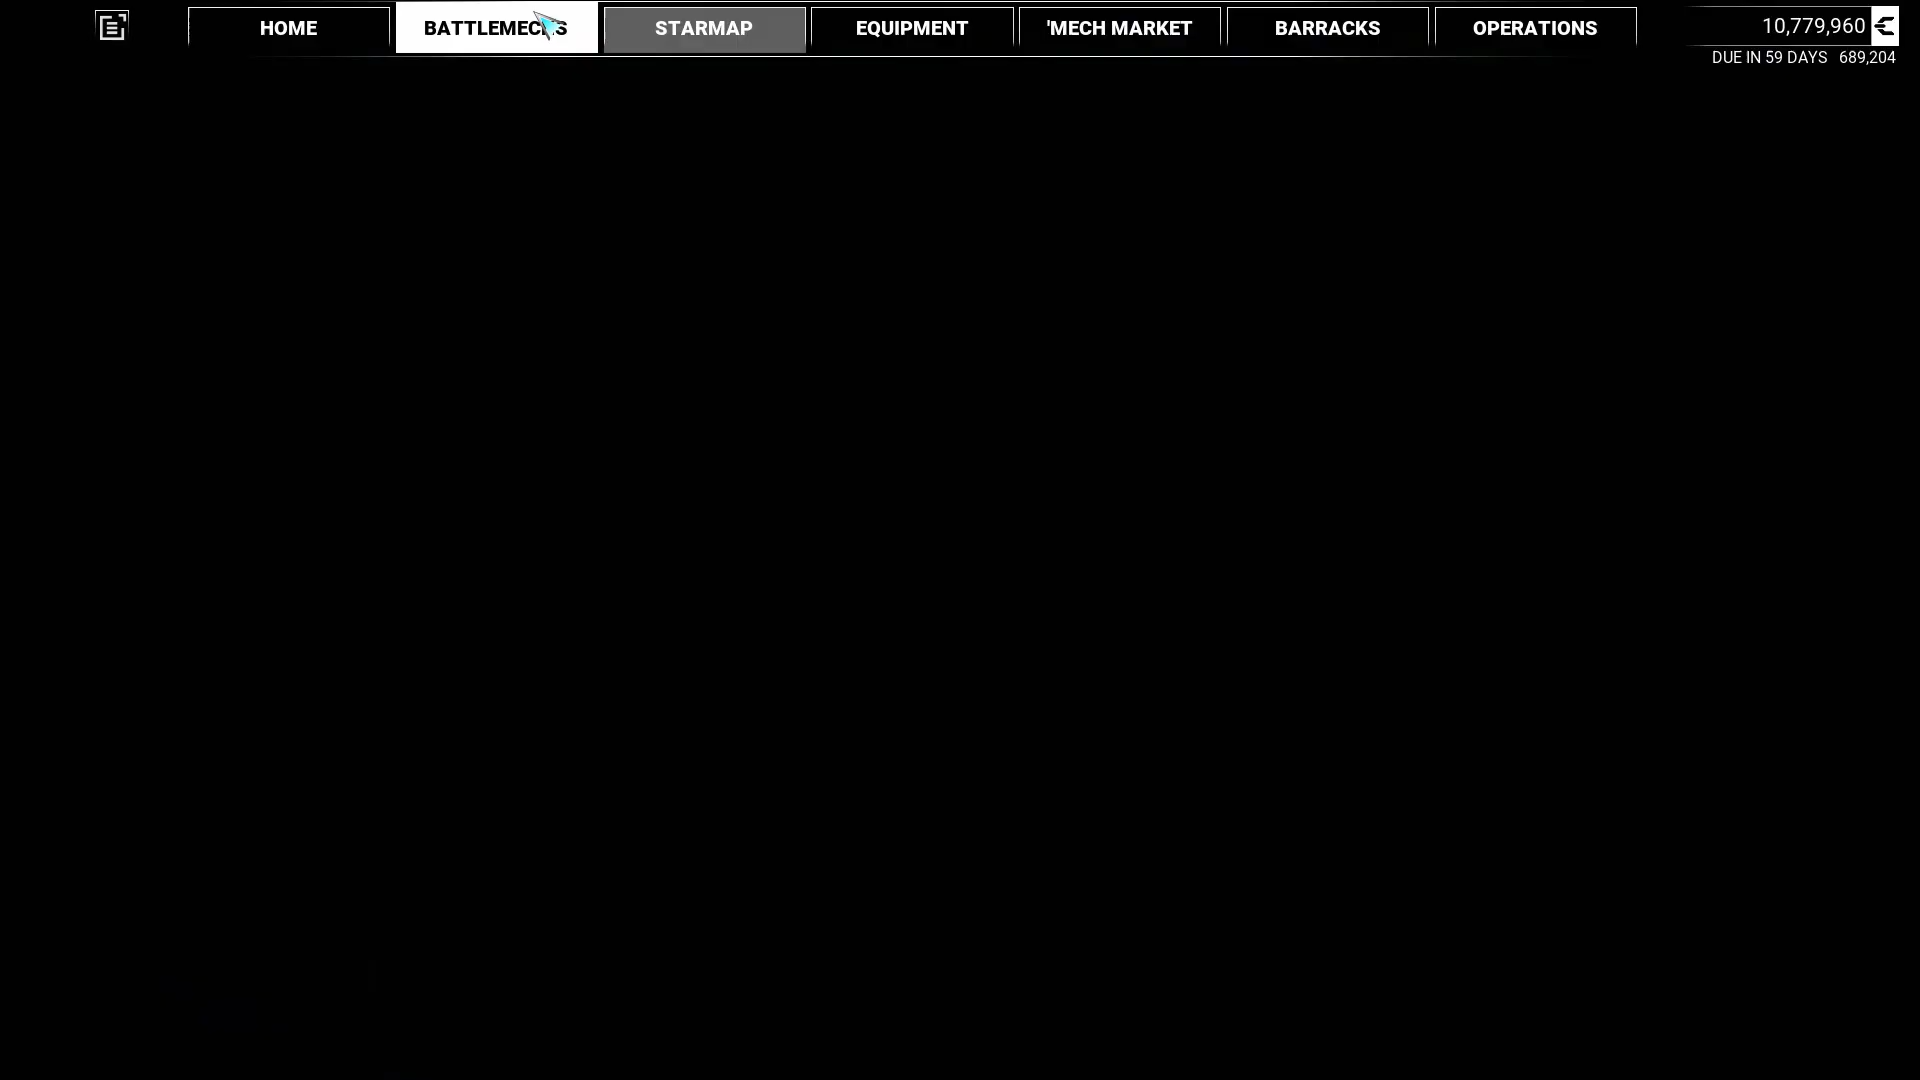 HOME
BATTLEMECHS
STARMAP
EQUIPMENT
'MECH MARKET
BARRACKS
OPERATIONS
10,779,960
DUE IN 59 DAYS 689,204